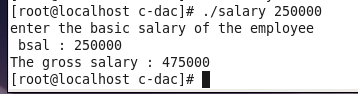 [root@localhost c-dac]# ./salary 250000
enter the basic salary of the employee
 bsal : 250000
The gross salary : 475000
[root@localhost c-dac]#